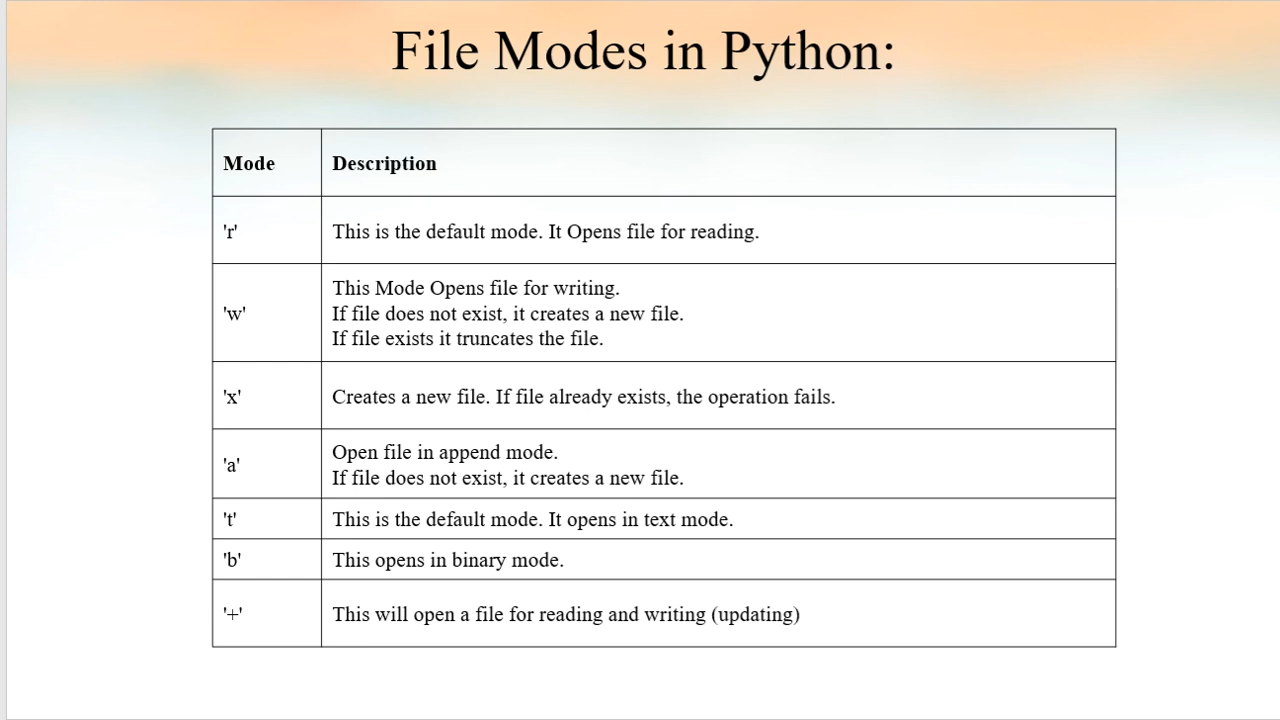 File Modes in Python:
Mode Description
'r' This is the default mode. It Opens file for reading.
'w' This Mode Opens file for writing.
If file does not exist, it creates a new file.
If file exists it truncates the file.
'x' Creates a new file. If file already exists, the operation fails.
'a' Open file in append mode.
If file does not exist, it creates a new file.
't' This is the default mode. It opens in text mode.
'b' This opens in binary mode.
'+' This will open a file for reading and writing (updating)